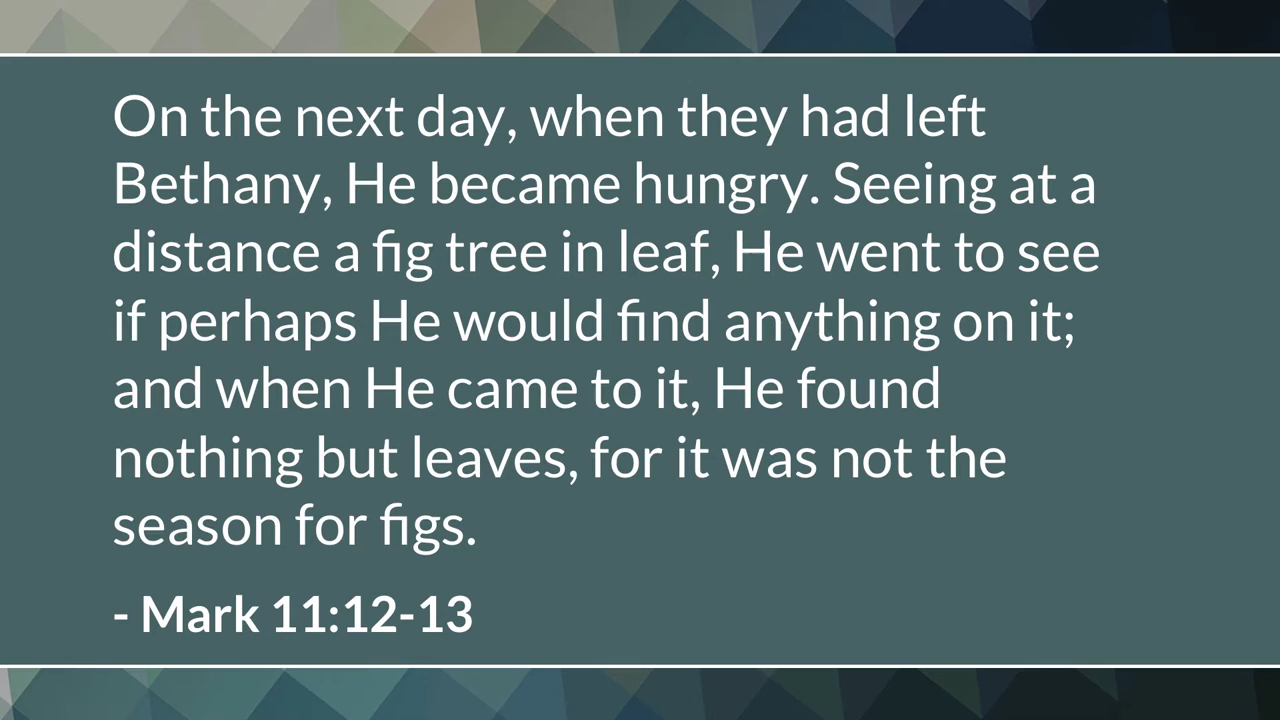 On the next day, when they had left
Bethany, He became hungry. Seeing at a
distance a fig tree in leaf, He went to see
if perhaps He would find anything on it;
and when He came to it, He found
nothing but leaves, for it was not the
season for figs.
- Mark 11:12-13